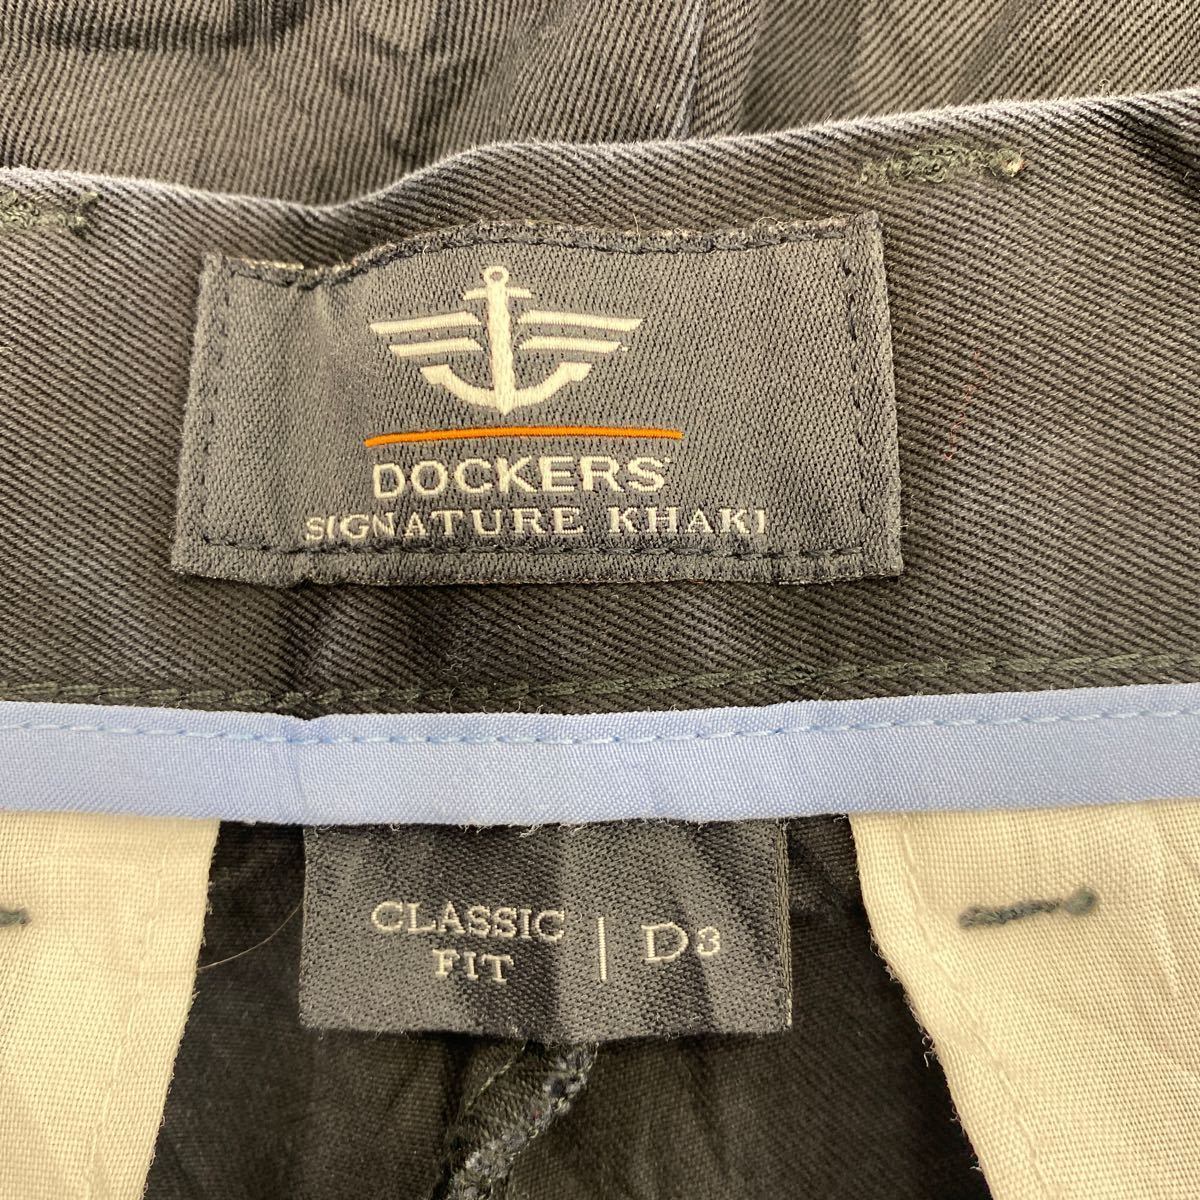 DOCKERS
SIGNATURE KHAKI
CLASSIC
FIT
D3